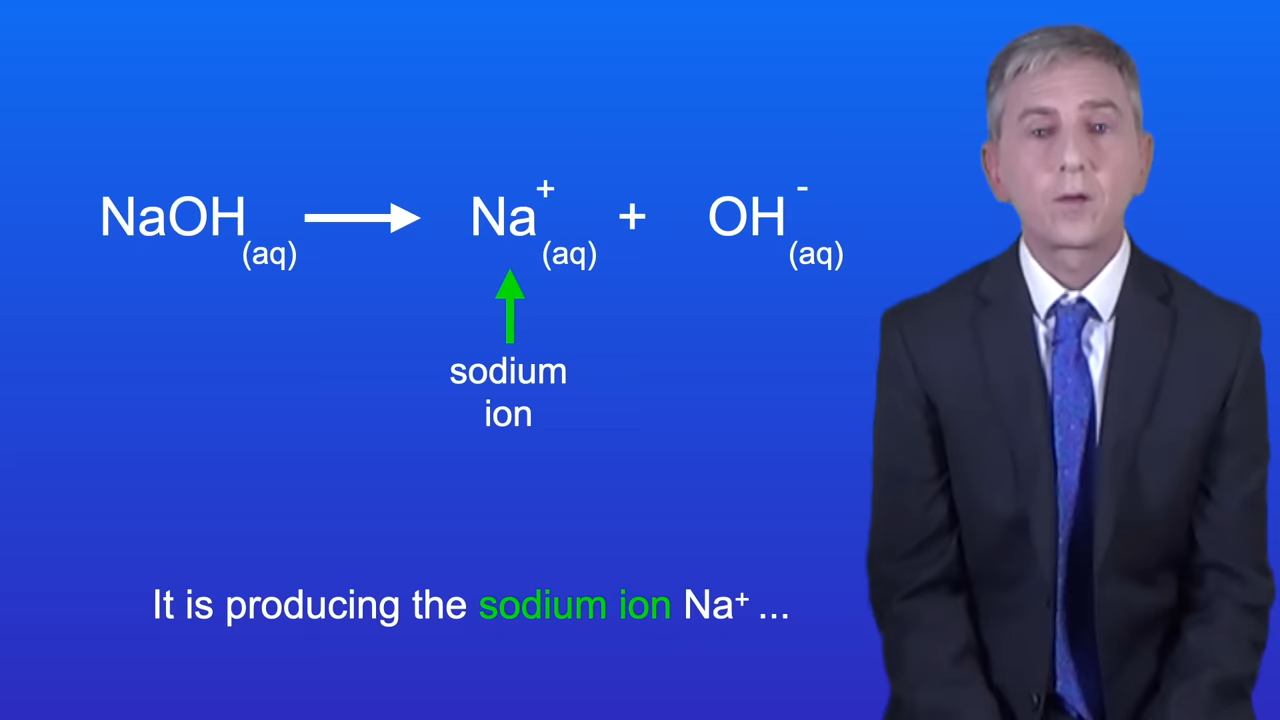 NaOH(aq) ⟶ Na+(aq) + OH-(aq)
sodium
ion
It is producing the sodium ion Na+ ...